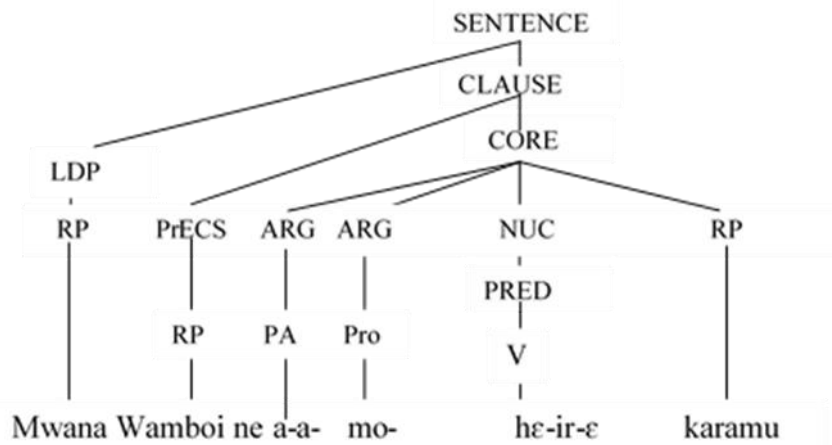 SENTENCE
CLAUSE
CORE
LDP
RP PrECS ARG ARG NUC RP
PRED
RP PA Pro
V
Mwana Wamboi ne a-a- mo- hɛ-ir-ɛ karamu